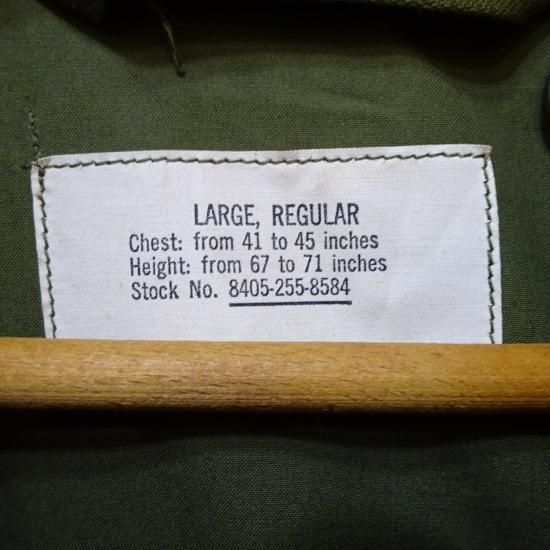 LARGE, REGULAR
Chest: from 41 to 45 inches
Height: from 67 to 71 inches
Stock No. 8405-255-8584